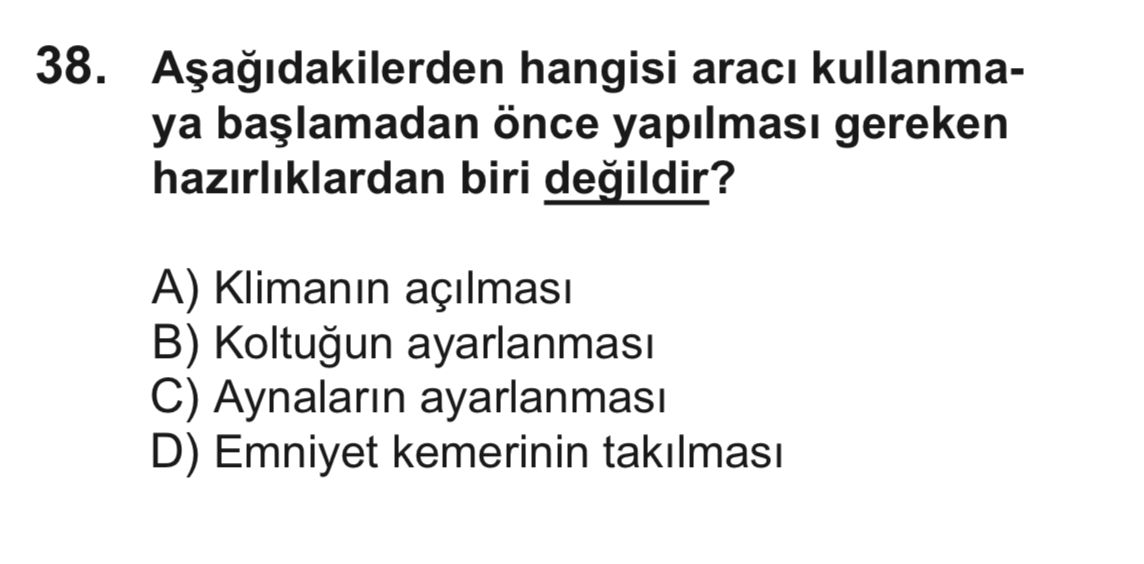 38. Aşağıdakilerden hangisi aracı kullanma-
ya başlamadan önce yapılması gereken
hazırlıklardan biri değildir?
A) Klimanın açılması
B) Koltuğun ayarlanması
C) Aynaların ayarlanması
D) Emniyet kemerinin takılması